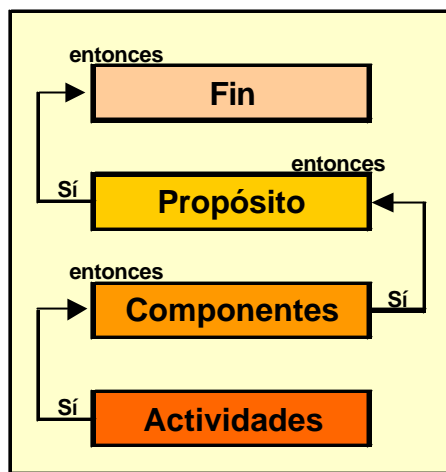 entonces
Fin
entonces
Sí
Propósito
entonces
Componentes
Sí
Sí
Actividades